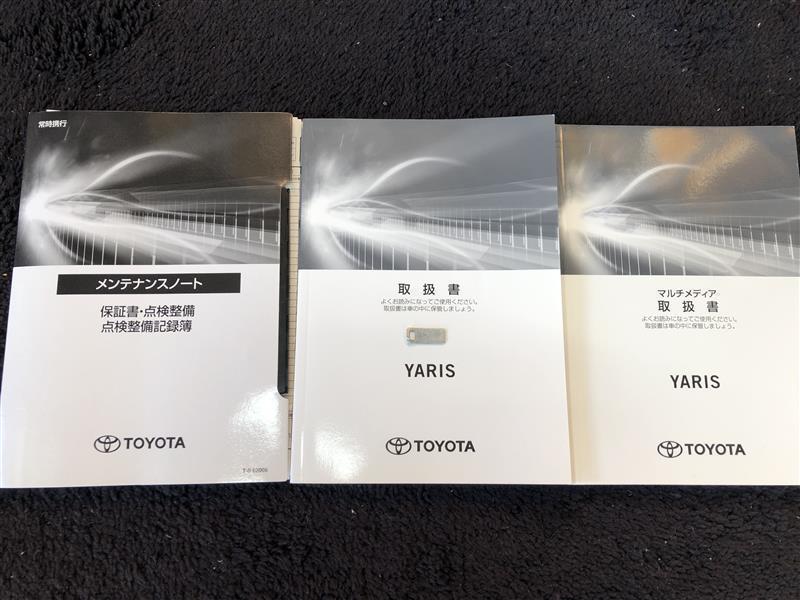 常時携行
メンテナンスノート
保証書・点検整備
点検整備記録簿
TOYOTA
取扱書
よくお読みになってご使用ください。
取扱書は車の中に保管しましょう。
YARIS
TOYOTA
マルチメディア
取扱書
よくお読みになってご使用ください。
取扱書は車の中に保管しましょう。
YARIS
TOYOTA